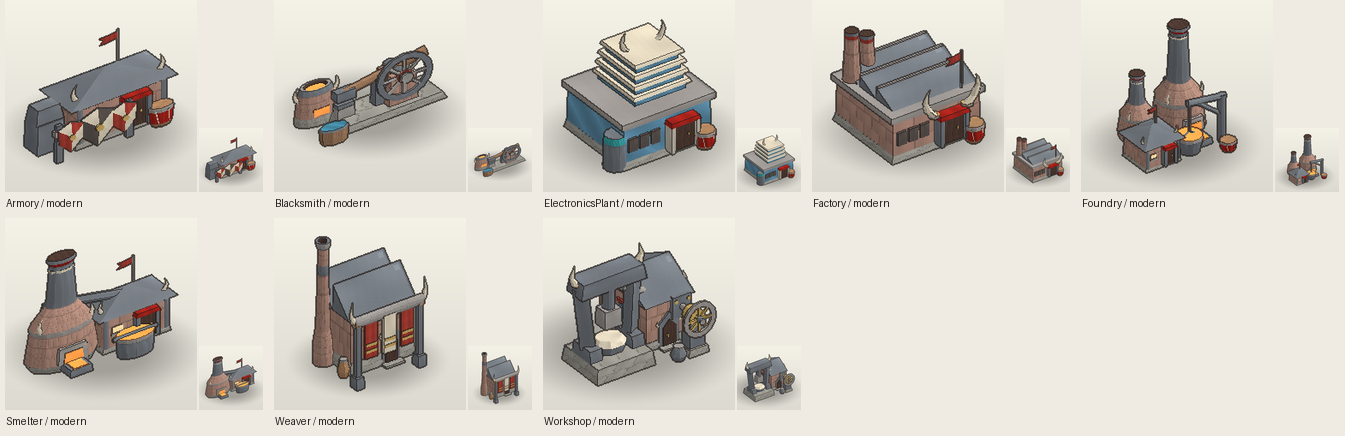 Armory / modern
Blacksmith / modern
ElectronicsPlant / modern
Factory / modern
Foundry / modern
Smelter / modern
Weaver / modern
Workshop / modern